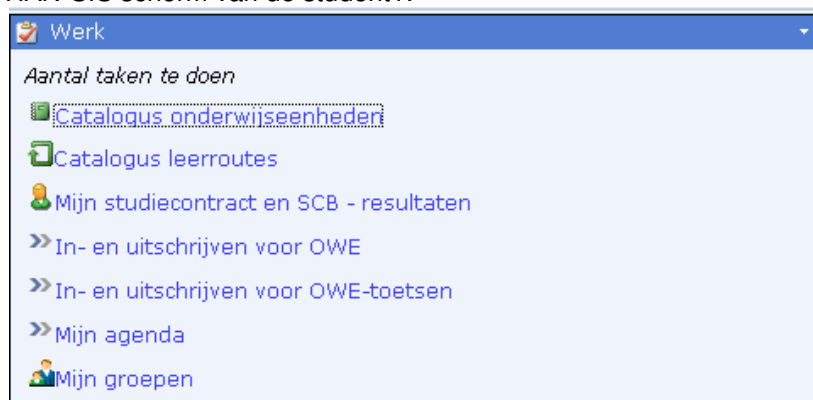 Werk
Aantal taken te doen
Catalogus onderwijseenheden
Catalogus leerroutes
Mijn studiecontract en SCB - resultaten
In- en uitschrijven voor OWE
In- en uitschrijven voor OWE-toetsen
Mijn agenda
Mijn groepen